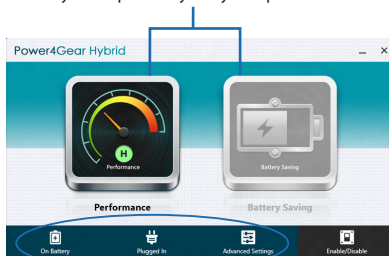 Power4Gear Hybrid
H
Performance
Battery Saving
Performance
Battery Saving
On Battery
Plugged In
Advanced Settings
Enable/Disable